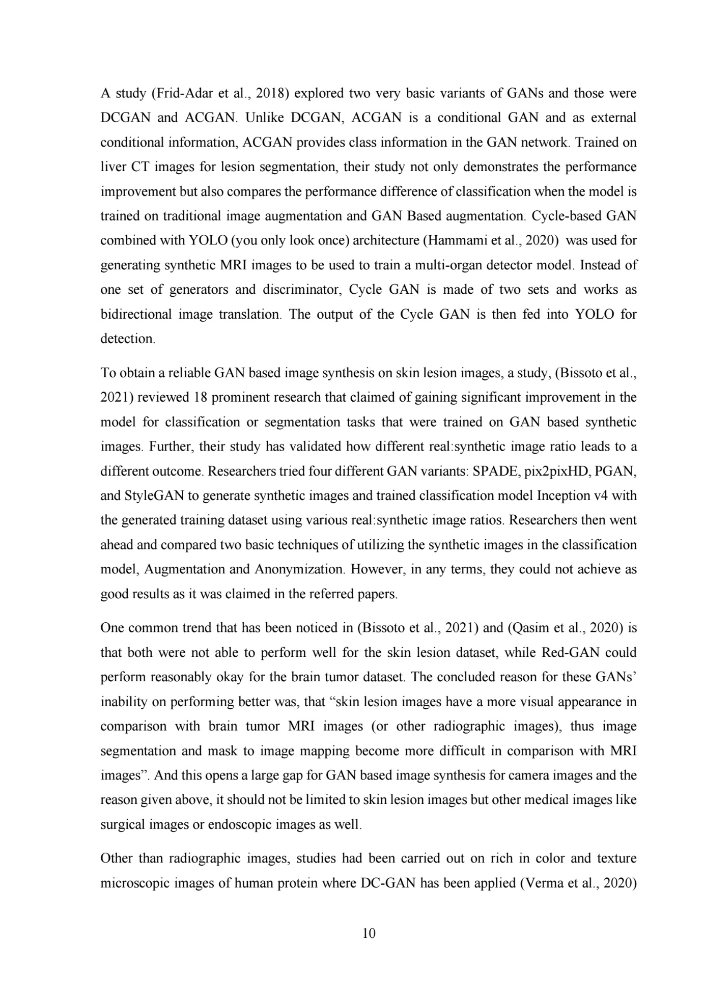 A study (Frid-Adar et al., 2018) explored two very basic variants of GANs and those were
DCGAN and ACGAN. Unlike DCGAN, ACGAN is a conditional GAN and as external
conditional information, ACGAN provides class information in the GAN network. Trained on
liver CT images for lesion segmentation, their study not only demonstrates the performance
improvement but also compares the performance difference of classification when the model is
trained on traditional image augmentation and GAN Based augmentation. Cycle-based GAN
combined with YOLO (you only look once) architecture (Hammami et al., 2020)  was used for
generating synthetic MRI images to be used to train a multi-organ detector model. Instead of
one set of generators and discriminator, Cycle GAN is made of two sets and works as
bidirectional image translation. The output of the Cycle GAN is then fed into YOLO for
detection.
To obtain a reliable GAN based image synthesis on skin lesion images, a study, (Bissoto et al.,
2021) reviewed 18 prominent research that claimed of gaining significant improvement in the
model for classification or segmentation tasks that were trained on GAN based synthetic
images. Further, their study has validated how different real:synthetic image ratio leads to a
different outcome. Researchers tried four different GAN variants: SPADE, pix2pixHD, PGAN,
and StyleGAN to generate synthetic images and trained classification model Inception v4 with
the generated training dataset using various real:synthetic image ratios. Researchers then went
ahead and compared two basic techniques of utilizing the synthetic images in the classification
model, Augmentation and Anonymization. However, in any terms, they could not achieve as
good results as it was claimed in the referred papers.
One common trend that has been noticed in (Bissoto et al., 2021) and (Qasim et al., 2020) is
that both were not able to perform well for the skin lesion dataset, while Red-GAN could
perform reasonably okay for the brain tumor dataset. The concluded reason for these GANs’
inability on performing better was, that “skin lesion images have a more visual appearance in
comparison with brain tumor MRI images (or other radiographic images), thus image
segmentation and mask to image mapping become more difficult in comparison with MRI
images”. And this opens a large gap for GAN based image synthesis for camera images and the
reason given above, it should not be limited to skin lesion images but other medical images like
surgical images or endoscopic images as well.
Other than radiographic images, studies had been carried out on rich in color and texture
microscopic images of human protein where DC-GAN has been applied (Verma et al., 2020)
10